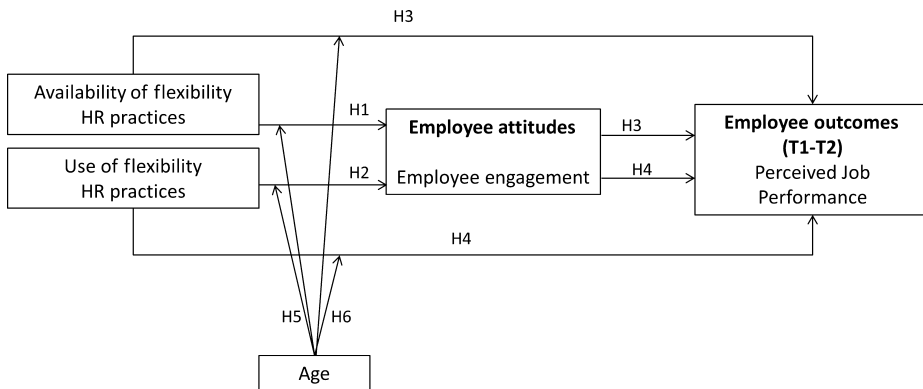 H3
Availability of flexibility
HR practices
H1
Employee attitudes
Employee engagement
H3
H4
Employee outcomes
(T1-T2)
Perceived Job
Performance
Use of flexibility
HR practices
H2
H4
H5
H6
Age